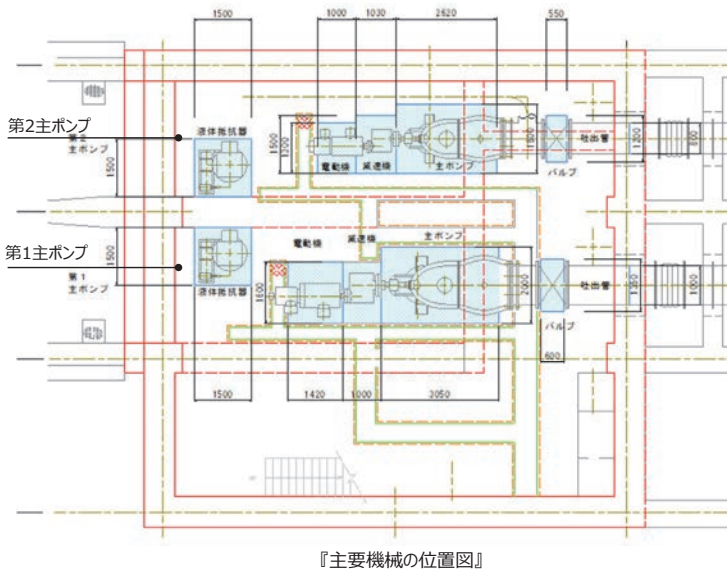 1500
1000
1030
2620
550
第2主ポンプ
第2
主ポンプ
液体抵抗器
1500
1500
1300
電動機
減速機
主ポンプ
バルブ
吐出管
1200
800
第1主ポンプ
第1
主ポンプ
1500
液体抵抗器
電動機
減速機
主ポンプ
1600
2000
バルブ
吐出管
1350
1000
600
1500
1420
1000
3050
『主要機械の位置図』